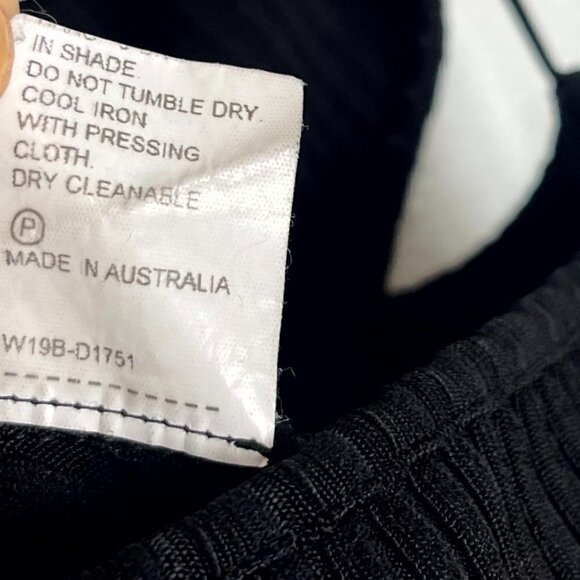 IN SHADE.
DO NOT TUMBLE DRY.
COOL IRON
WITH PRESSING
CLOTH.
DRY CLEANABLE
P
MADE IN AUSTRALIA
W19B-D1751